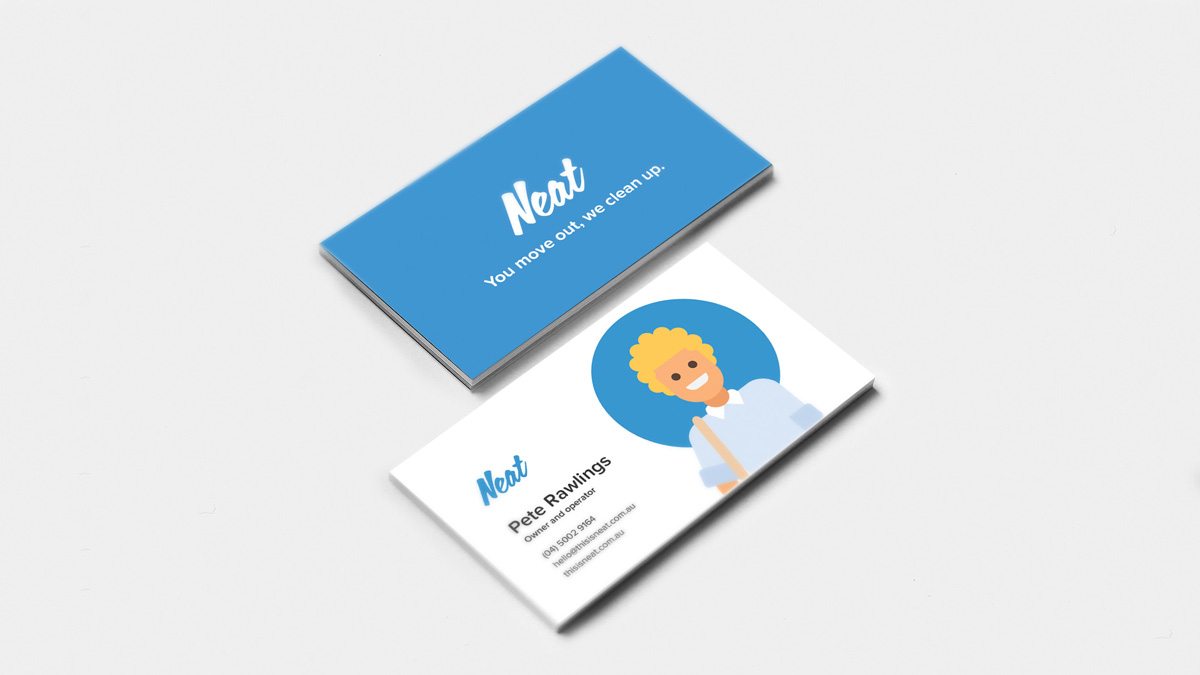 Neat
You move out, we clean up.
Neat
Pete Rawlings
Owner and operator
(04) 5002 9164
hello@thisisneat.com.au
thisisneat.com.au